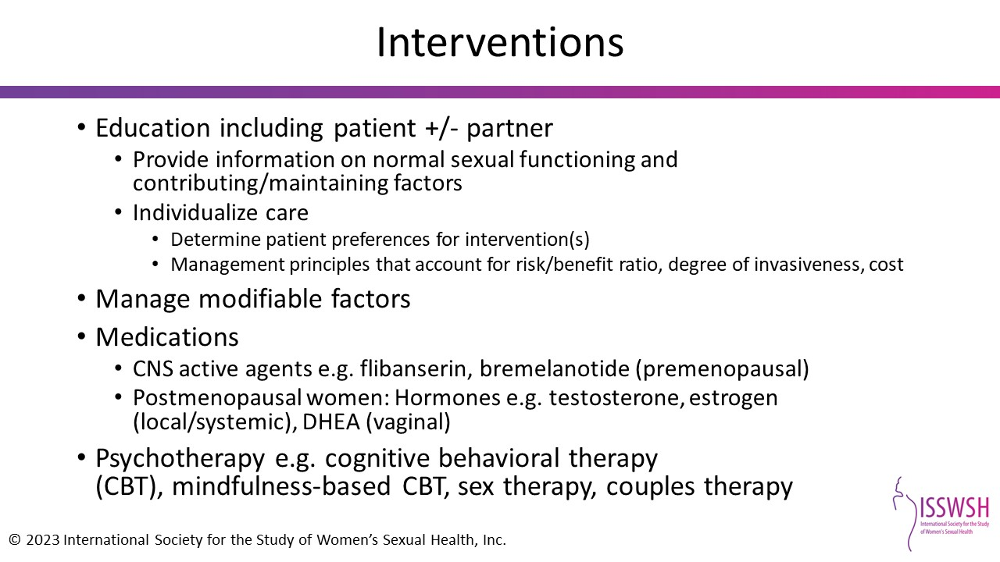 Interventions
• Education including patient +/- partner
• Provide information on normal sexual functioning and
contributing/maintaining factors
• Individualize care
• Determine patient preferences for intervention(s)
• Management principles that account for risk/benefit ratio, degree of invasiveness, cost
• Manage modifiable factors
• Medications
• CNS active agents e.g. flibanserin, bremelanotide (premenopausal)
• Postmenopausal women: Hormones e.g. testosterone, estrogen
(local/systemic), DHEA (vaginal)
• Psychotherapy e.g. cognitive behavioral therapy
(CBT), mindfulness-based CBT, sex therapy, couples therapy
ISSWSH
International Society for the Study
of Women's Sexual Health
© 2023 International Society for the Study of Women’s Sexual Health, Inc.